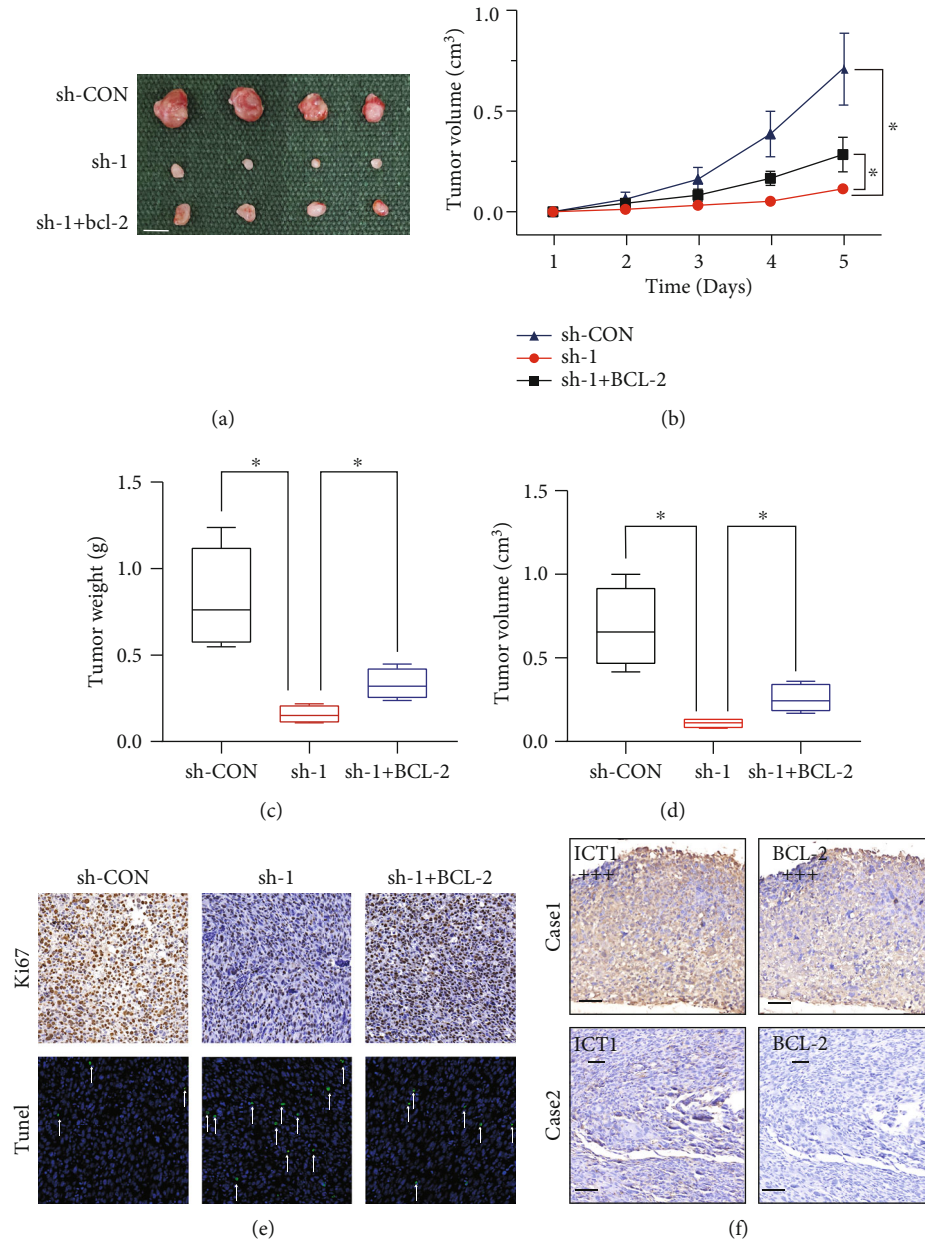 sh-CON
sh-1
sh-1+bcl-2
(a)
Tumor volume (cm³)
1.0
0.5
0.0
1 2 3 4 5
Time (Days)
*
*
sh-CON
sh-1
sh-1+BCL-2
(b)
Tumor weight (g)
1.5
1.0
0.5
0.0
* *
sh-CON sh-1 sh-1+BCL-2
(c)
Tumor volume (cm³)
1.5
1.0
0.5
0.0
* *
sh-CON sh-1 sh-1+BCL-2
(d)
sh-CON sh-1 sh-1+BCL-2
Ki67
Tunel
(e)
Case1
ICT1
+++
BCL-2
+++
Case2
ICT1
–
BCL-2
–
(f)